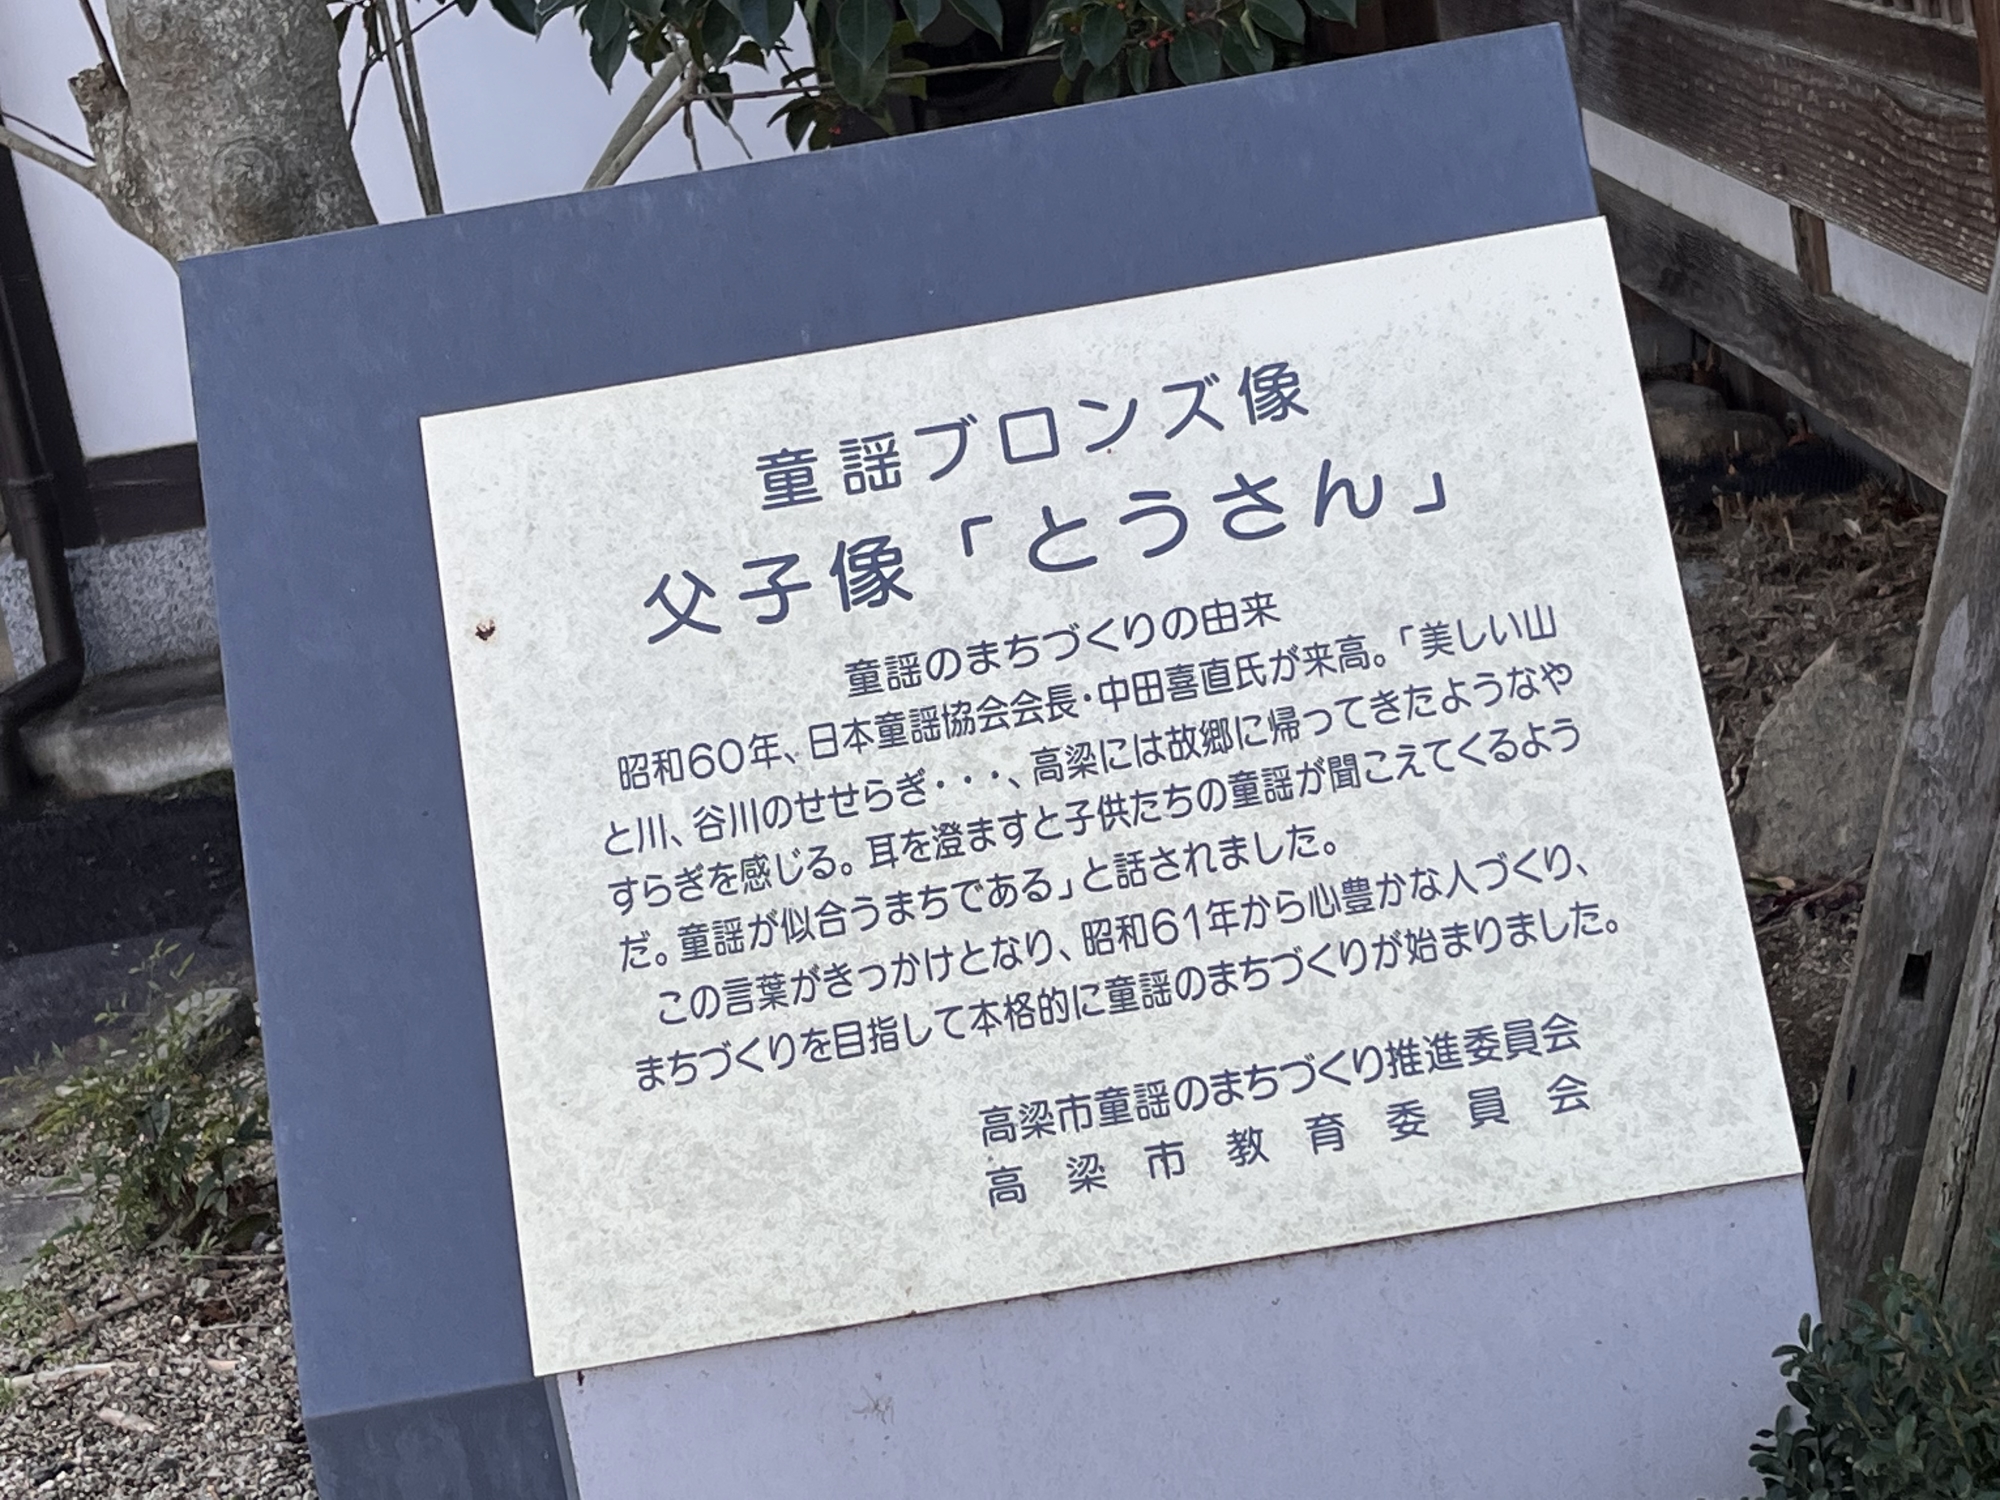 童謡ブロンズ像
父子像「とうさん」
童謡のまちづくりの由来
昭和60年、日本童謡協会会長・中田喜直氏が来高。「美しい山
と川、谷川のせせらぎ・・・、高梁には故郷に帰ってきたようなや
すらぎを感じる。耳を澄ますと子供たちの童謡が聞こえてくるよう
だ。童謡が似合うまちである」と話されました。
この言葉がきっかけとなり、昭和61年から心豊かな人づくり、
まちづくりを目指して本格的に童謡のまちづくりが始まりました。
高梁市童謡のまちづくり推進委員会
高梁市教育委員会